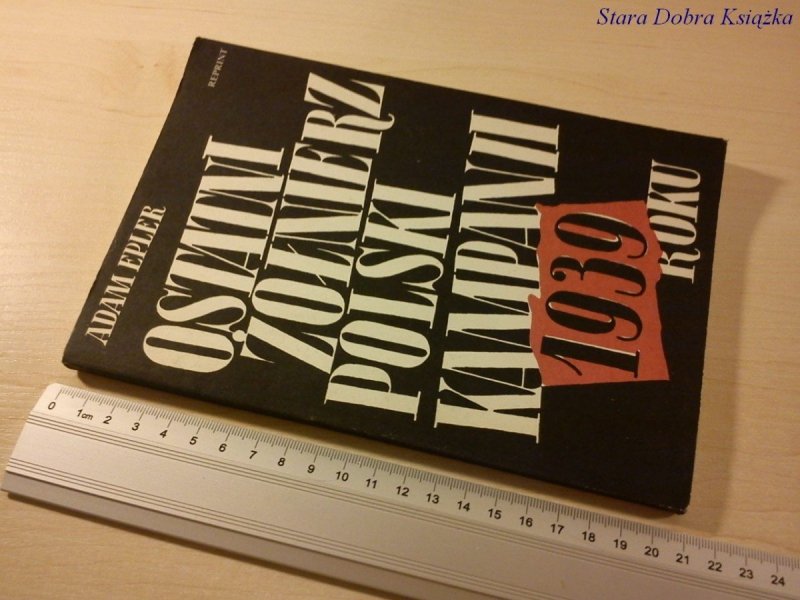 Stara Dobra Książka
REPRINT
ADAM EPLER
OSTATNI
ŻOŁNIERZ
POLSKI
KAMPANII
1939
ROKU
0 1cm 2 3 4 5 6 7 8 9 10 11 12 13 14 15 16 17 18 19 20 21 22 23 24